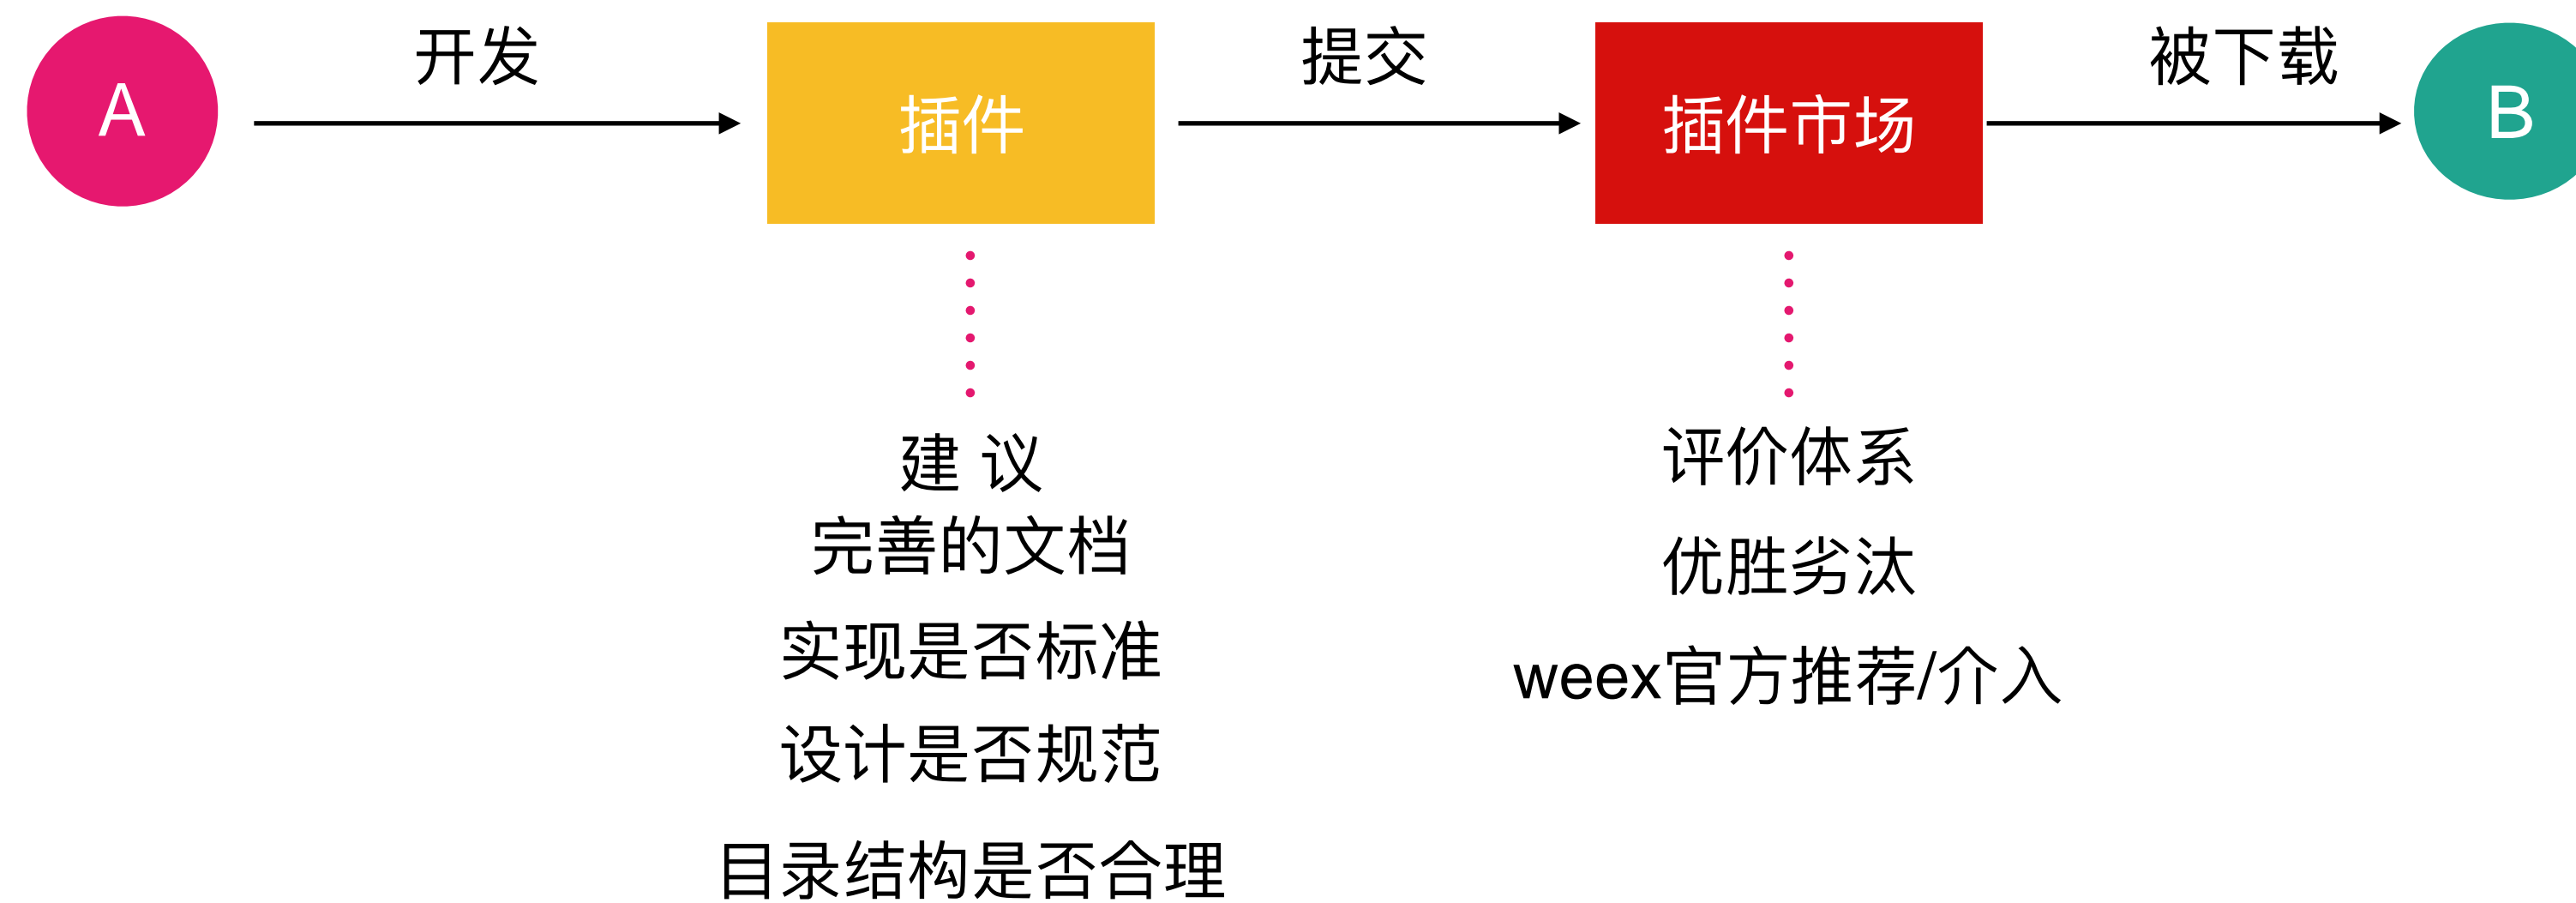 A
开发
插件
提交
插件市场
被下载
B
建 议
完善的文档
实现是否标准
设计是否规范
目录结构是否合理
评价体系
优胜劣汰
weex官方推荐/介入